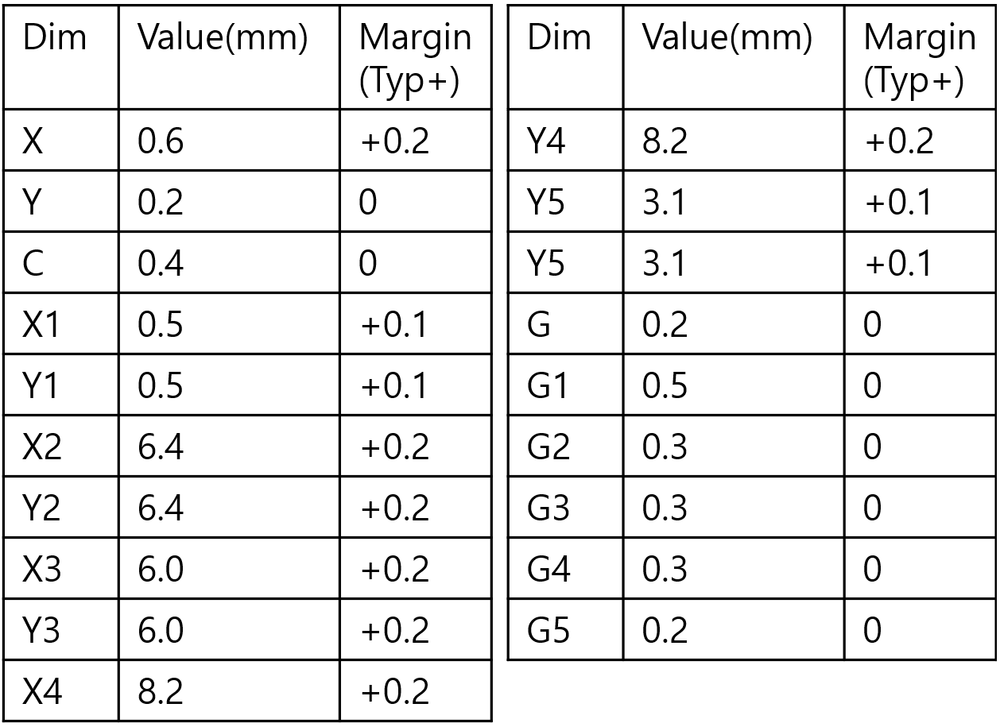 Dim Value(mm) Margin
(Typ+)
X 0.6 +0.2
Y 0.2 0
C 0.4 0
X1 0.5 +0.1
Y1 0.5 +0.1
X2 6.4 +0.2
Y2 6.4 +0.2
X3 6.0 +0.2
Y3 6.0 +0.2
X4 8.2 +0.2
Dim Value(mm) Margin
(Typ+)
Y4 8.2 +0.2
Y5 3.1 +0.1
Y5 3.1 +0.1
G 0.2 0
G1 0.5 0
G2 0.3 0
G3 0.3 0
G4 0.3 0
G5 0.2 0